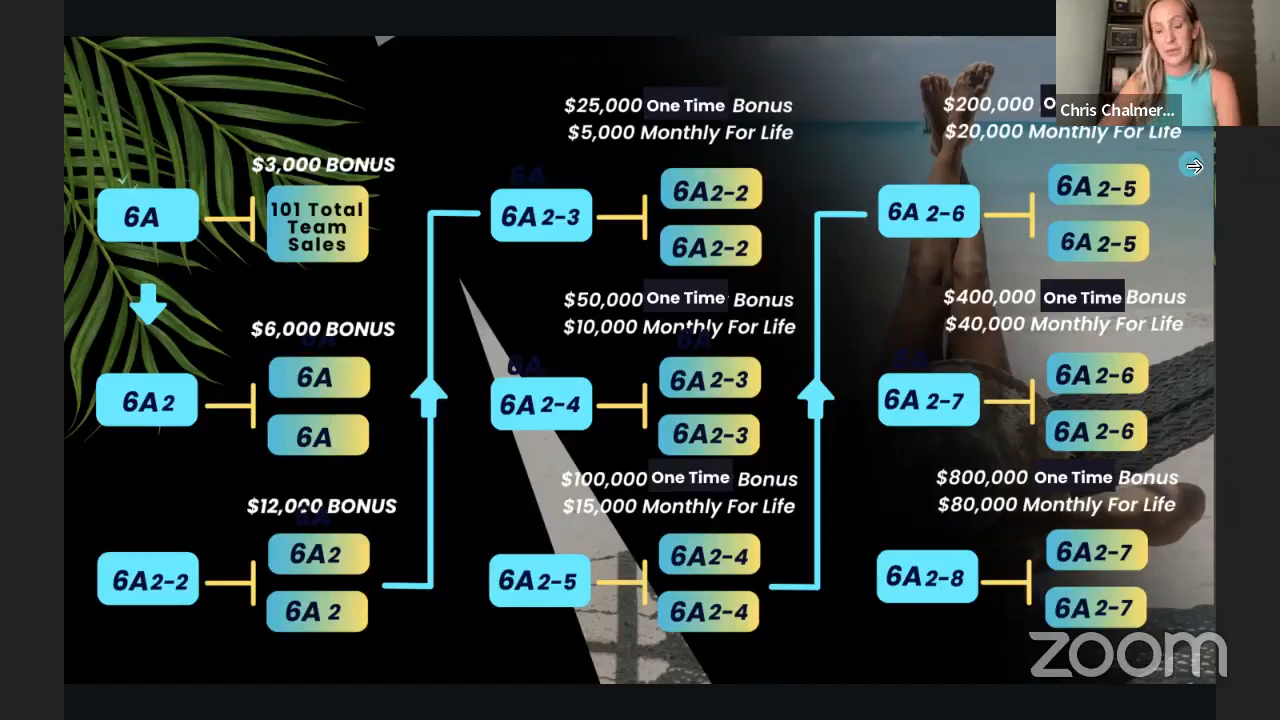 $3,000 BONUS
6A
101 Total
Team
Sales
$6,000 BONUS
6A
6A2
6A
6A
6A
$12,000 BONUS
6A
6A2-2
6A2
6A 2
$25,000 One Time Bonus
$5,000 Monthly For Life
6A
6A 2-3
6A 2-2
6A 2-2
$50,000 One Time Bonus
$10,000 Monthly For Life
6A
6A
6A 2-4
6A 2-3
6A 2-3
$100,000 One Time Bonus
$15,000 Monthly For Life
6A 2-5
6A 2-4
6A 2-4
$200,000 O
$20,000 Monthly For Life
6A 2-6
6A 2-5
6A 2-5
$400,000 One Time Bonus
$40,000 Monthly For Life
6A
6A 2-7
6A 2-6
6A 2-6
$800,000 One Time Bonus
$80,000 Monthly For Life
6A 2-8
6A 2-7
6A 2-7
Chris Chalmer...
zoom